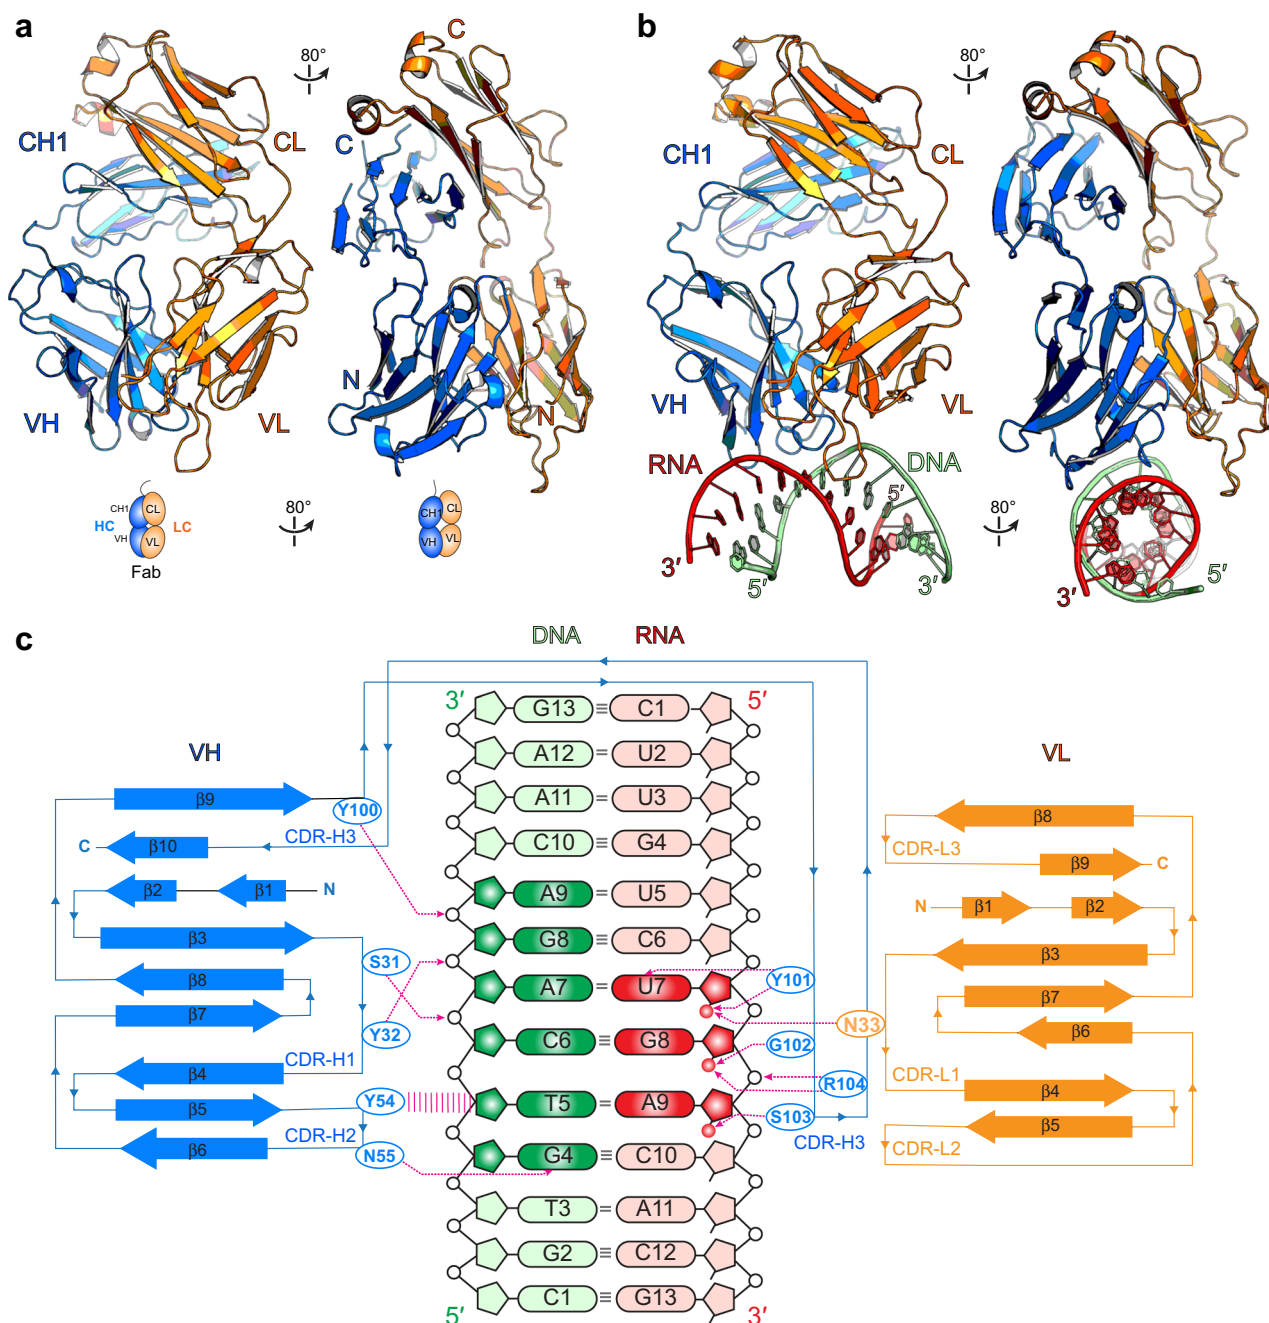 a
b
80°
C
80°
C
CH1
CL
CH1
CL
N
VH
VL
N
VH
VL
RNA
DNA
5′
3′
5′
3′
3′
5′
CH1
CL
HC
LC
VH
VL
Fab
80°
CH1
CL
VH
VL
80°
c
DNA
RNA
3′
5′
G13 ≡ C1
A12 = U2
A11 = U3
C10 ≡ G4
A9 = U5
G8 ≡ C6
A7 = U7
C6 ≡ G8
T5 = A9
G4 ≡ C10
T3 = A11
G2 ≡ C12
C1 ≡ G13
5′
3′
VH
β9
Y100
CDR-H3
C
β10
β2
β1
N
β3
S31
β8
β7
Y32
CDR-H1
β4
Y54
β5
CDR-H2
β6
N55
Y101
N33
G102
R104
S103
CDR-H3
VL
β8
CDR-L3
β9
C
N
β1
β2
β3
β7
β6
CDR-L1
β4
β5
CDR-L2